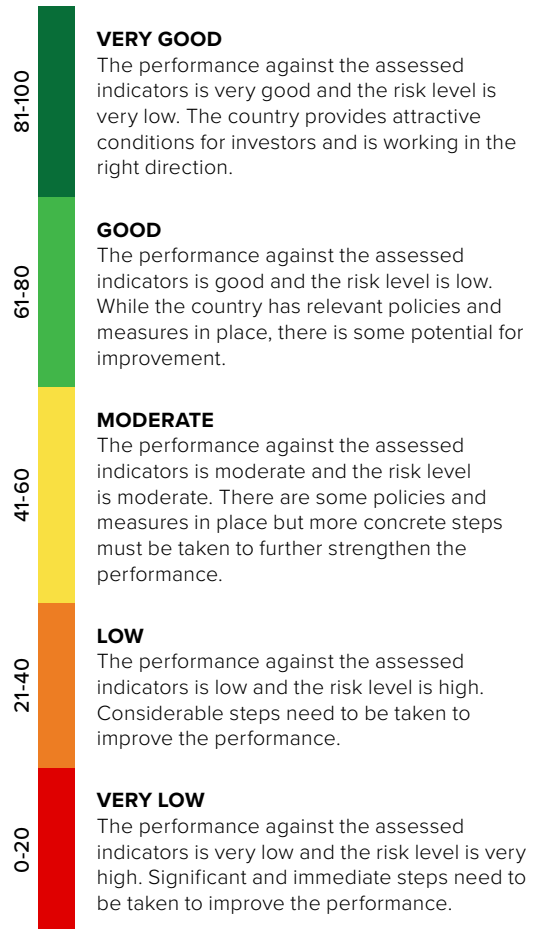 81-100
VERY GOOD
The performance against the assessed
indicators is very good and the risk level is
very low. The country provides attractive
conditions for investors and is working in the
right direction.
61-80
GOOD
The performance against the assessed
indicators is good and the risk level is low.
While the country has relevant policies and
measures in place, there is some potential for
improvement.
41-60
MODERATE
The performance against the assessed
indicators is moderate and the risk level
is moderate. There are some policies and
measures in place but more concrete steps
must be taken to further strengthen the
performance.
21-40
LOW
The performance against the assessed
indicators is low and the risk level is high.
Considerable steps need to be taken to
improve the performance.
0-20
VERY LOW
The performance against the assessed
indicators is very low and the risk level is very
high. Significant and immediate steps need to
be taken to improve the performance.